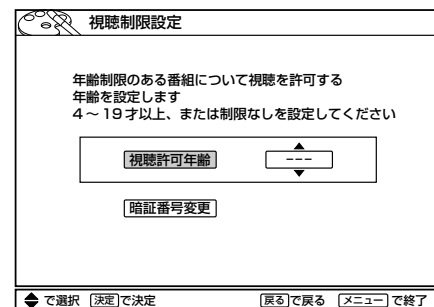 視聴制限設定
年齢制限のある番組について視聴を許可する
年齢を設定します
4～19才以上、または制限なしを設定してください
視聴許可年齢 ---
暗証番号変更
で選択 決定で決定 戻るで戻る メニューで終了